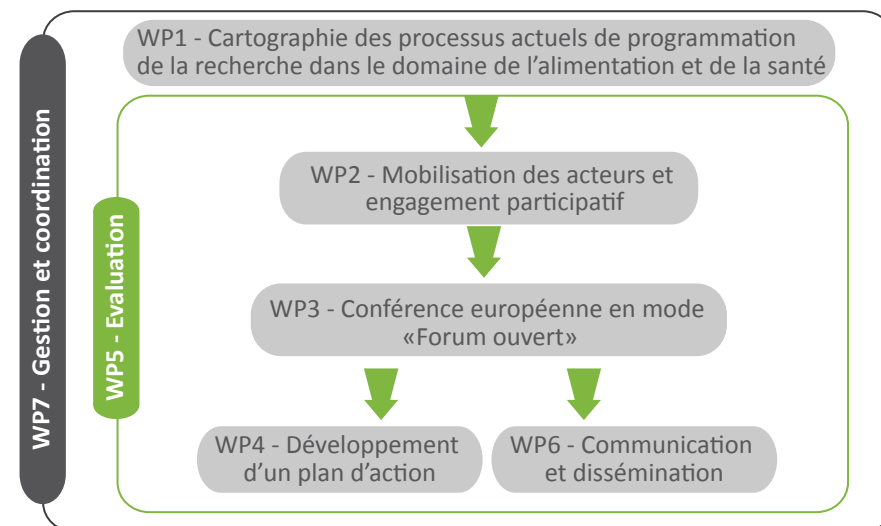 WP1 - Cartographie des processus actuels de programmation
de la recherche dans le domaine de l’alimentation et de la santé
WP7 - Gestion et coordination
WP5 - Evaluation
WP2 - Mobilisation des acteurs et
engagement participatif
WP3 - Conférence européenne en mode
«Forum ouvert»
WP4 - Développement
d’un plan d’action
WP6 - Communication
et dissémination